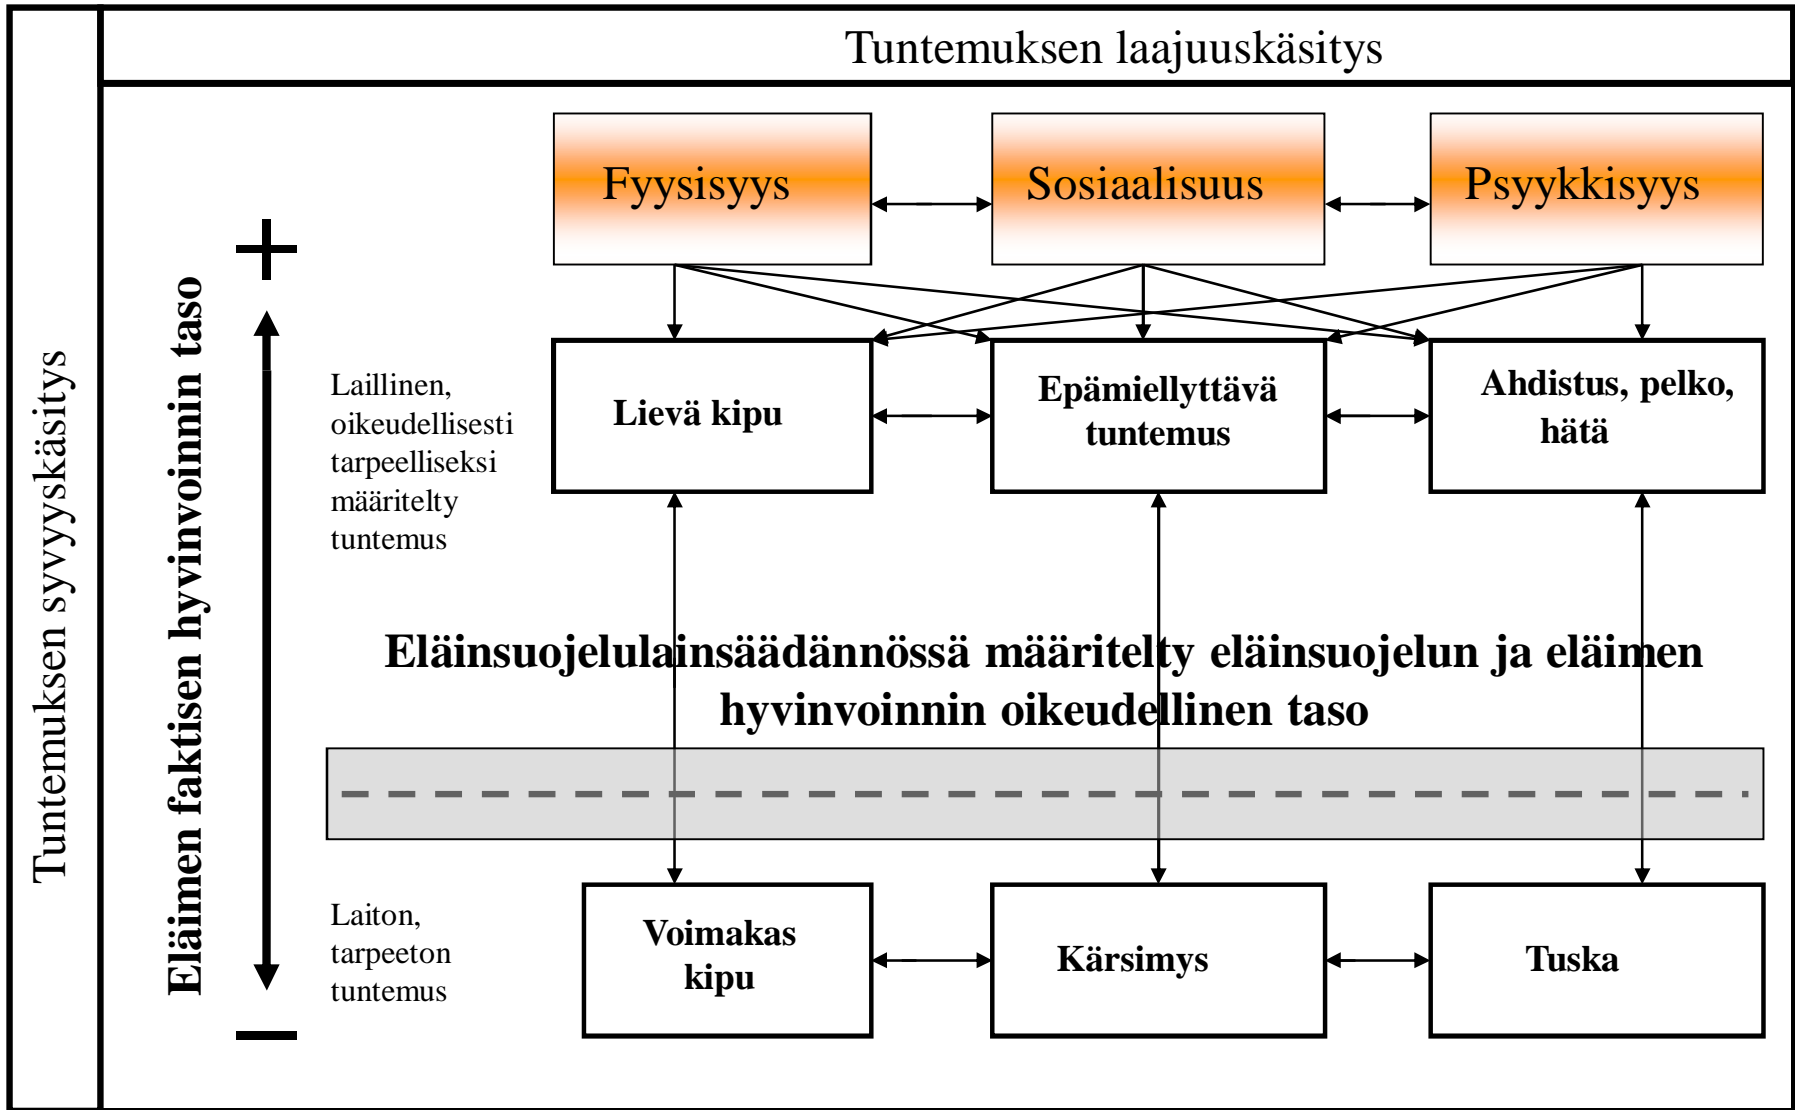 Tuntemuksen laajuuskäsitys
Tuntemuksen syvyyskäsitys
Eläimen faktisen hyvinvoinnin taso
+
−
Fyysisyys
Sosiaalisuus
Psyykkisyys
Laillinen,
oikeudellisesti
tarpeelliseksi
määritelty
tuntemus
Lievä kipu
Epämiellyttävä
tuntemus
Ahdistus, pelko,
hätä
Eläinsuojelulainsäädännössä määritelty eläinsuojelun ja eläimen
hyvinvoinnin oikeudellinen taso
Laiton,
tarpeeton
tuntemus
Voimakas
kipu
Kärsimys
Tuska